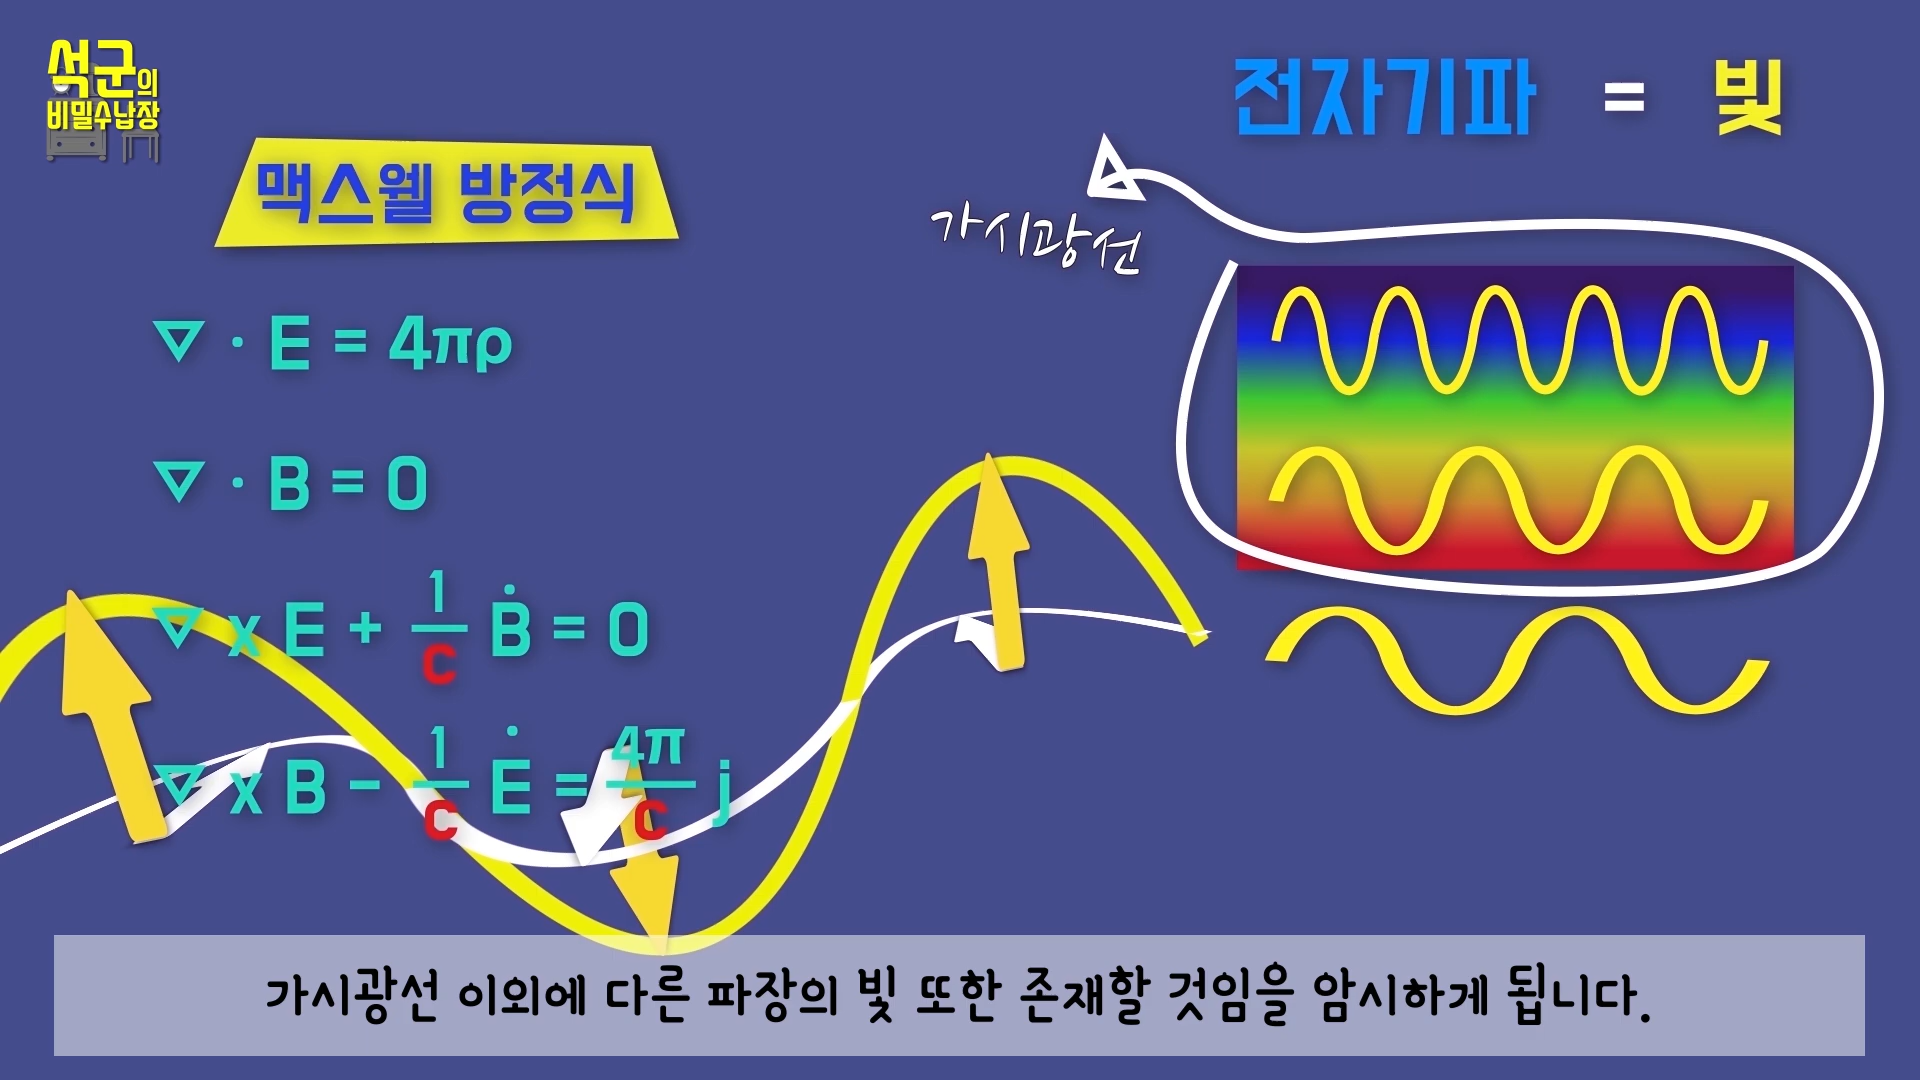 석군의
비밀수납장
전자기파 = 빛
맥스웰 방정식
가시광선
▽ · E = 4πρ
▽ · B = 0
▽ x E + 1/c Ḃ = 0
▽ x B - 1/c Ė = 4π/c j
가시광선 이외에 다른 파장의 빛 또한 존재할 것임을 암시하게 됩니다.